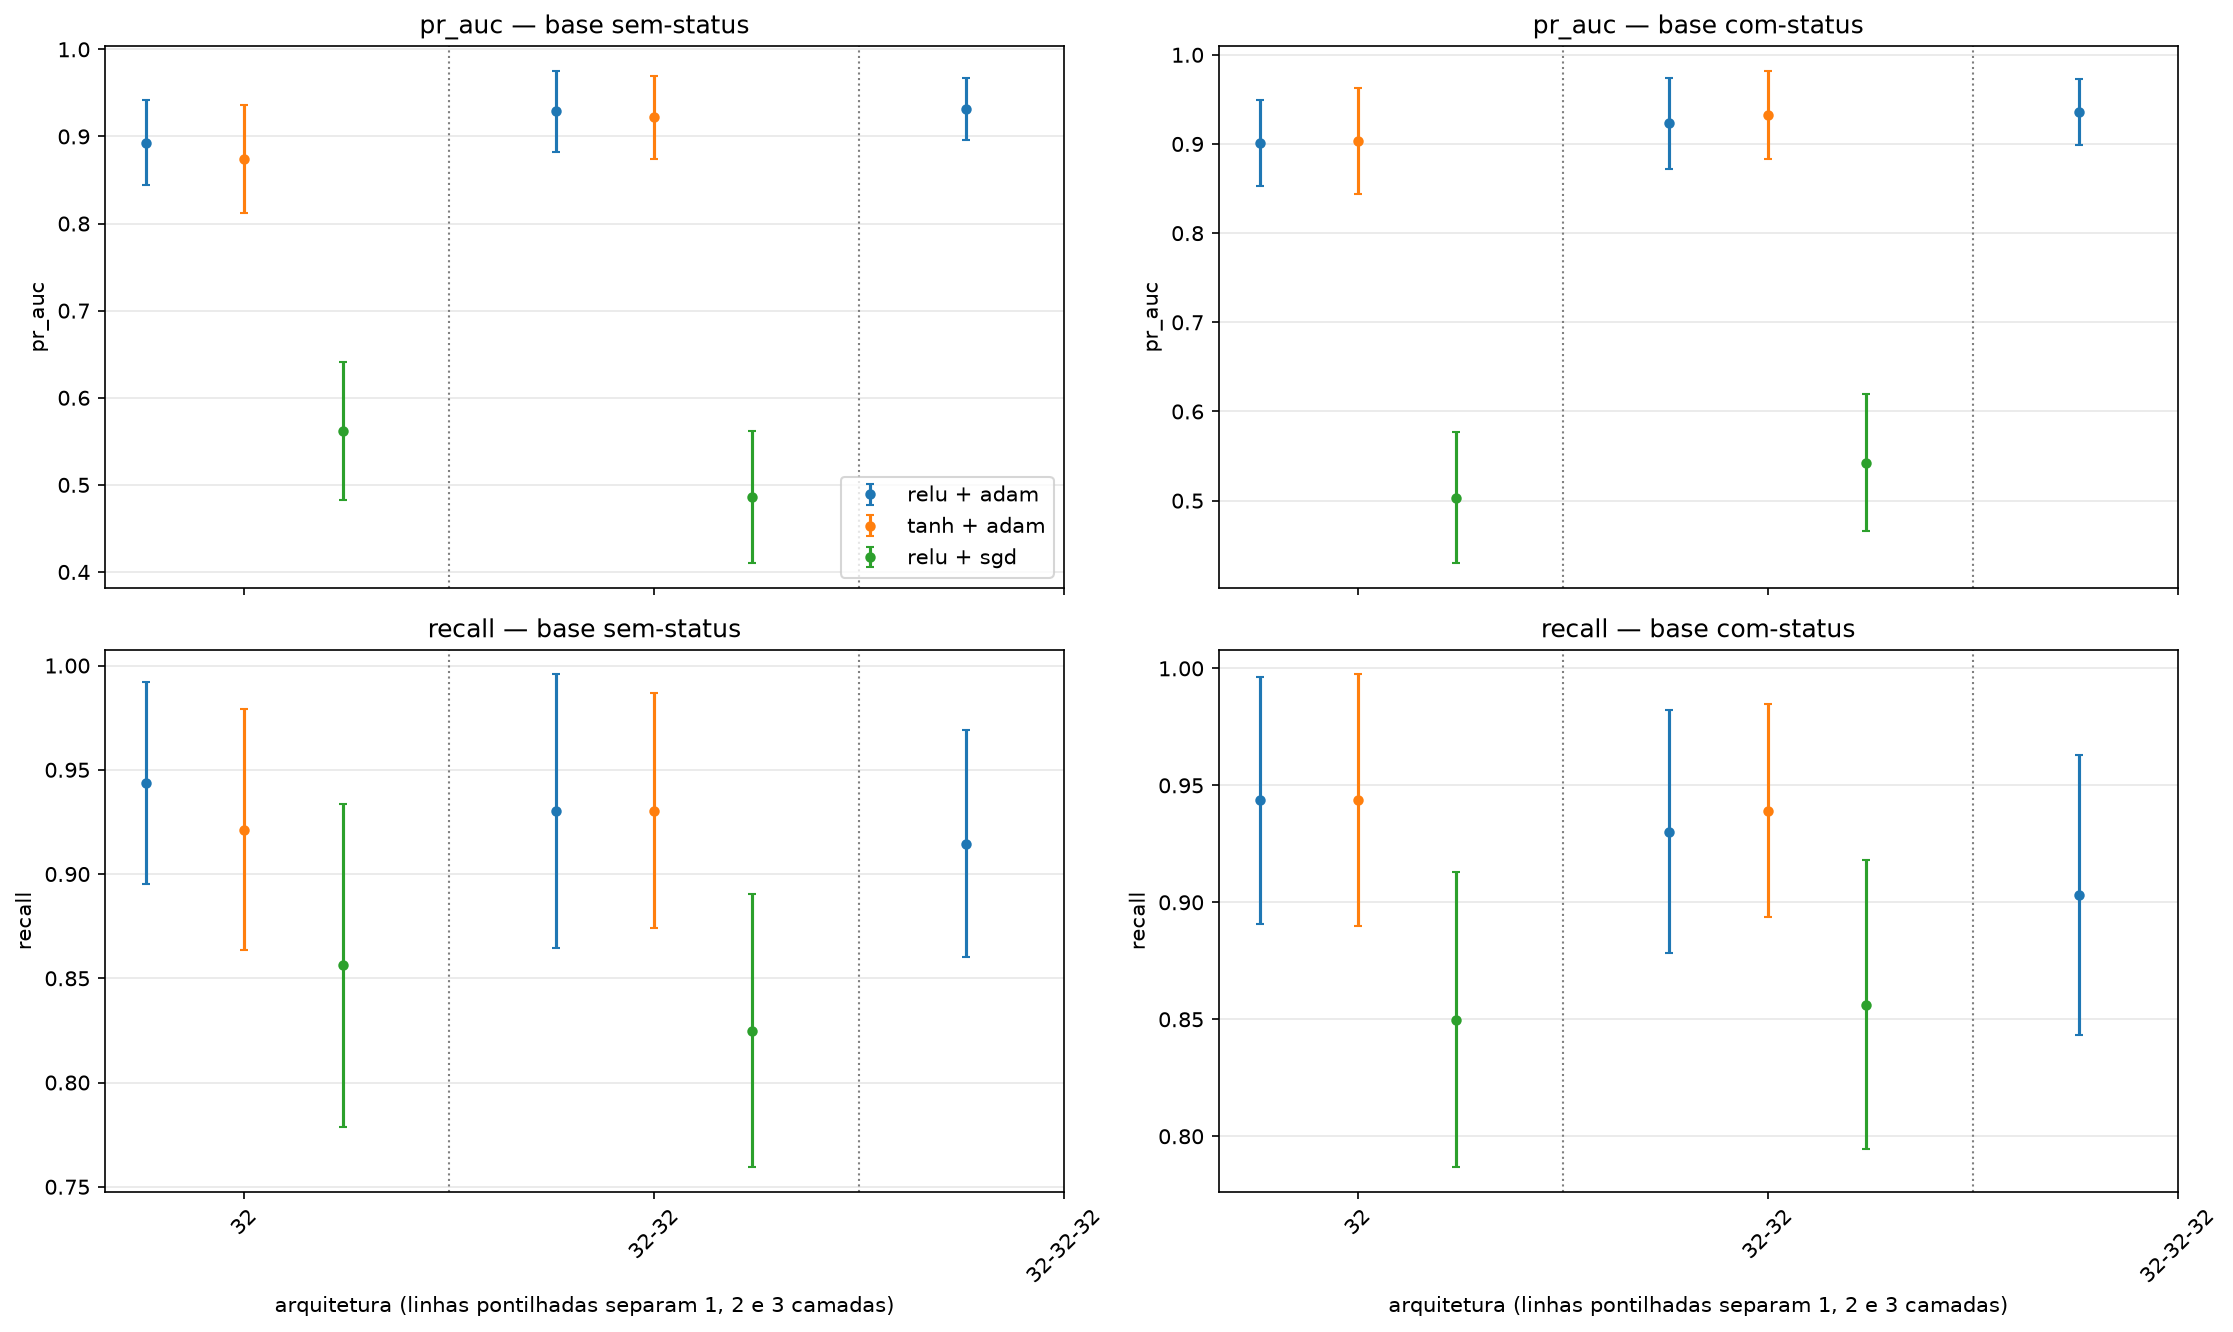 pr_auc — base sem-status
1.0
0.9
0.8
0.7
0.6
0.5
0.4
pr_auc
relu + adam
tanh + adam
relu + sgd
pr_auc — base com-status
1.0
0.9
0.8
0.7
0.6
0.5
pr_auc
recall — base sem-status
1.00
0.95
0.90
0.85
0.80
0.75
recall
32
32-32
32-32-32
arquitetura (linhas pontilhadas separam 1, 2 e 3 camadas)
recall — base com-status
1.00
0.95
0.90
0.85
0.80
recall
32
32-32
32-32-32
arquitetura (linhas pontilhadas separam 1, 2 e 3 camadas)